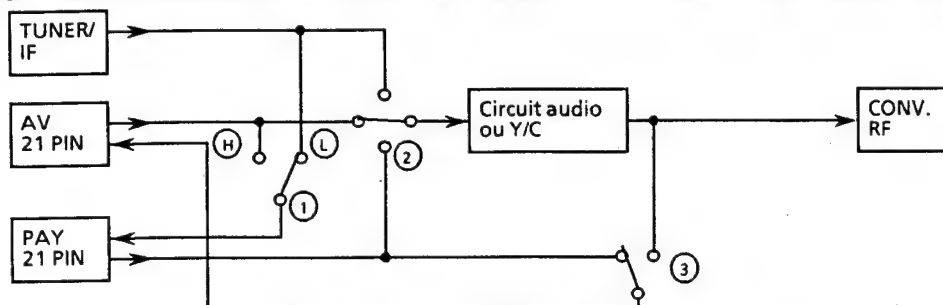 TUNER/
IF
AV
21 PIN
H
L
2
Circuit audio
ou Y/C
CONV.
RF
1
PAY
21 PIN
3